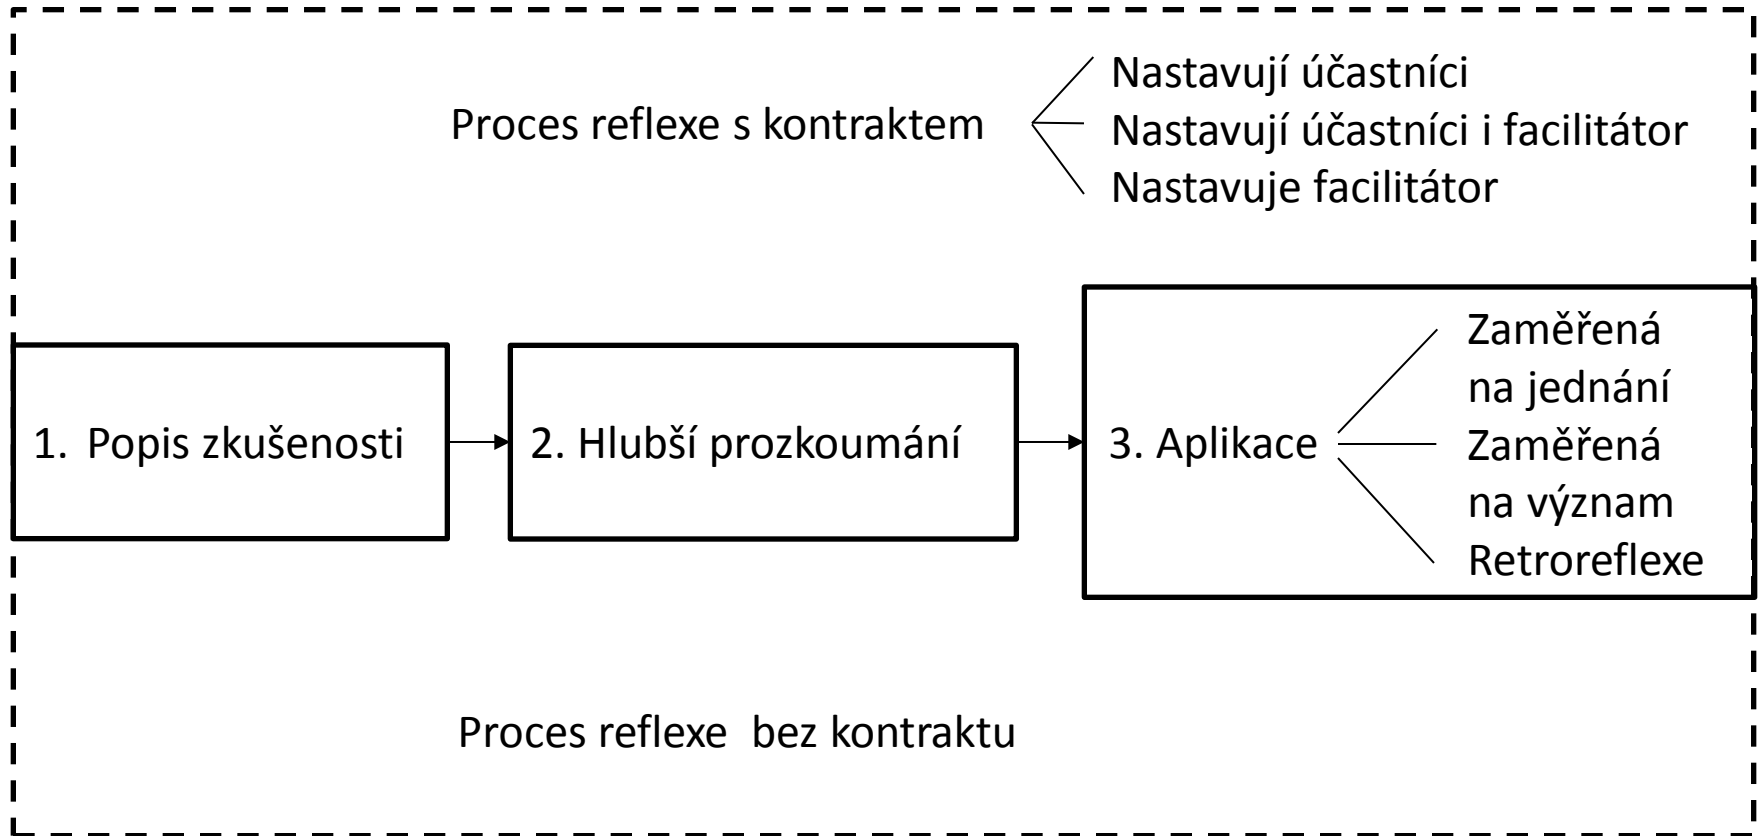 Nastavují účastníci
Proces reflexe s kontraktem
Nastavují účastníci i facilitátor
Nastavuje facilitátor
1. Popis zkušenosti
2. Hlubší prozkoumání
3. Aplikace
Zaměřená
na jednání
Zaměřená
na význam
Retroreflexe
Proces reflexe bez kontraktu